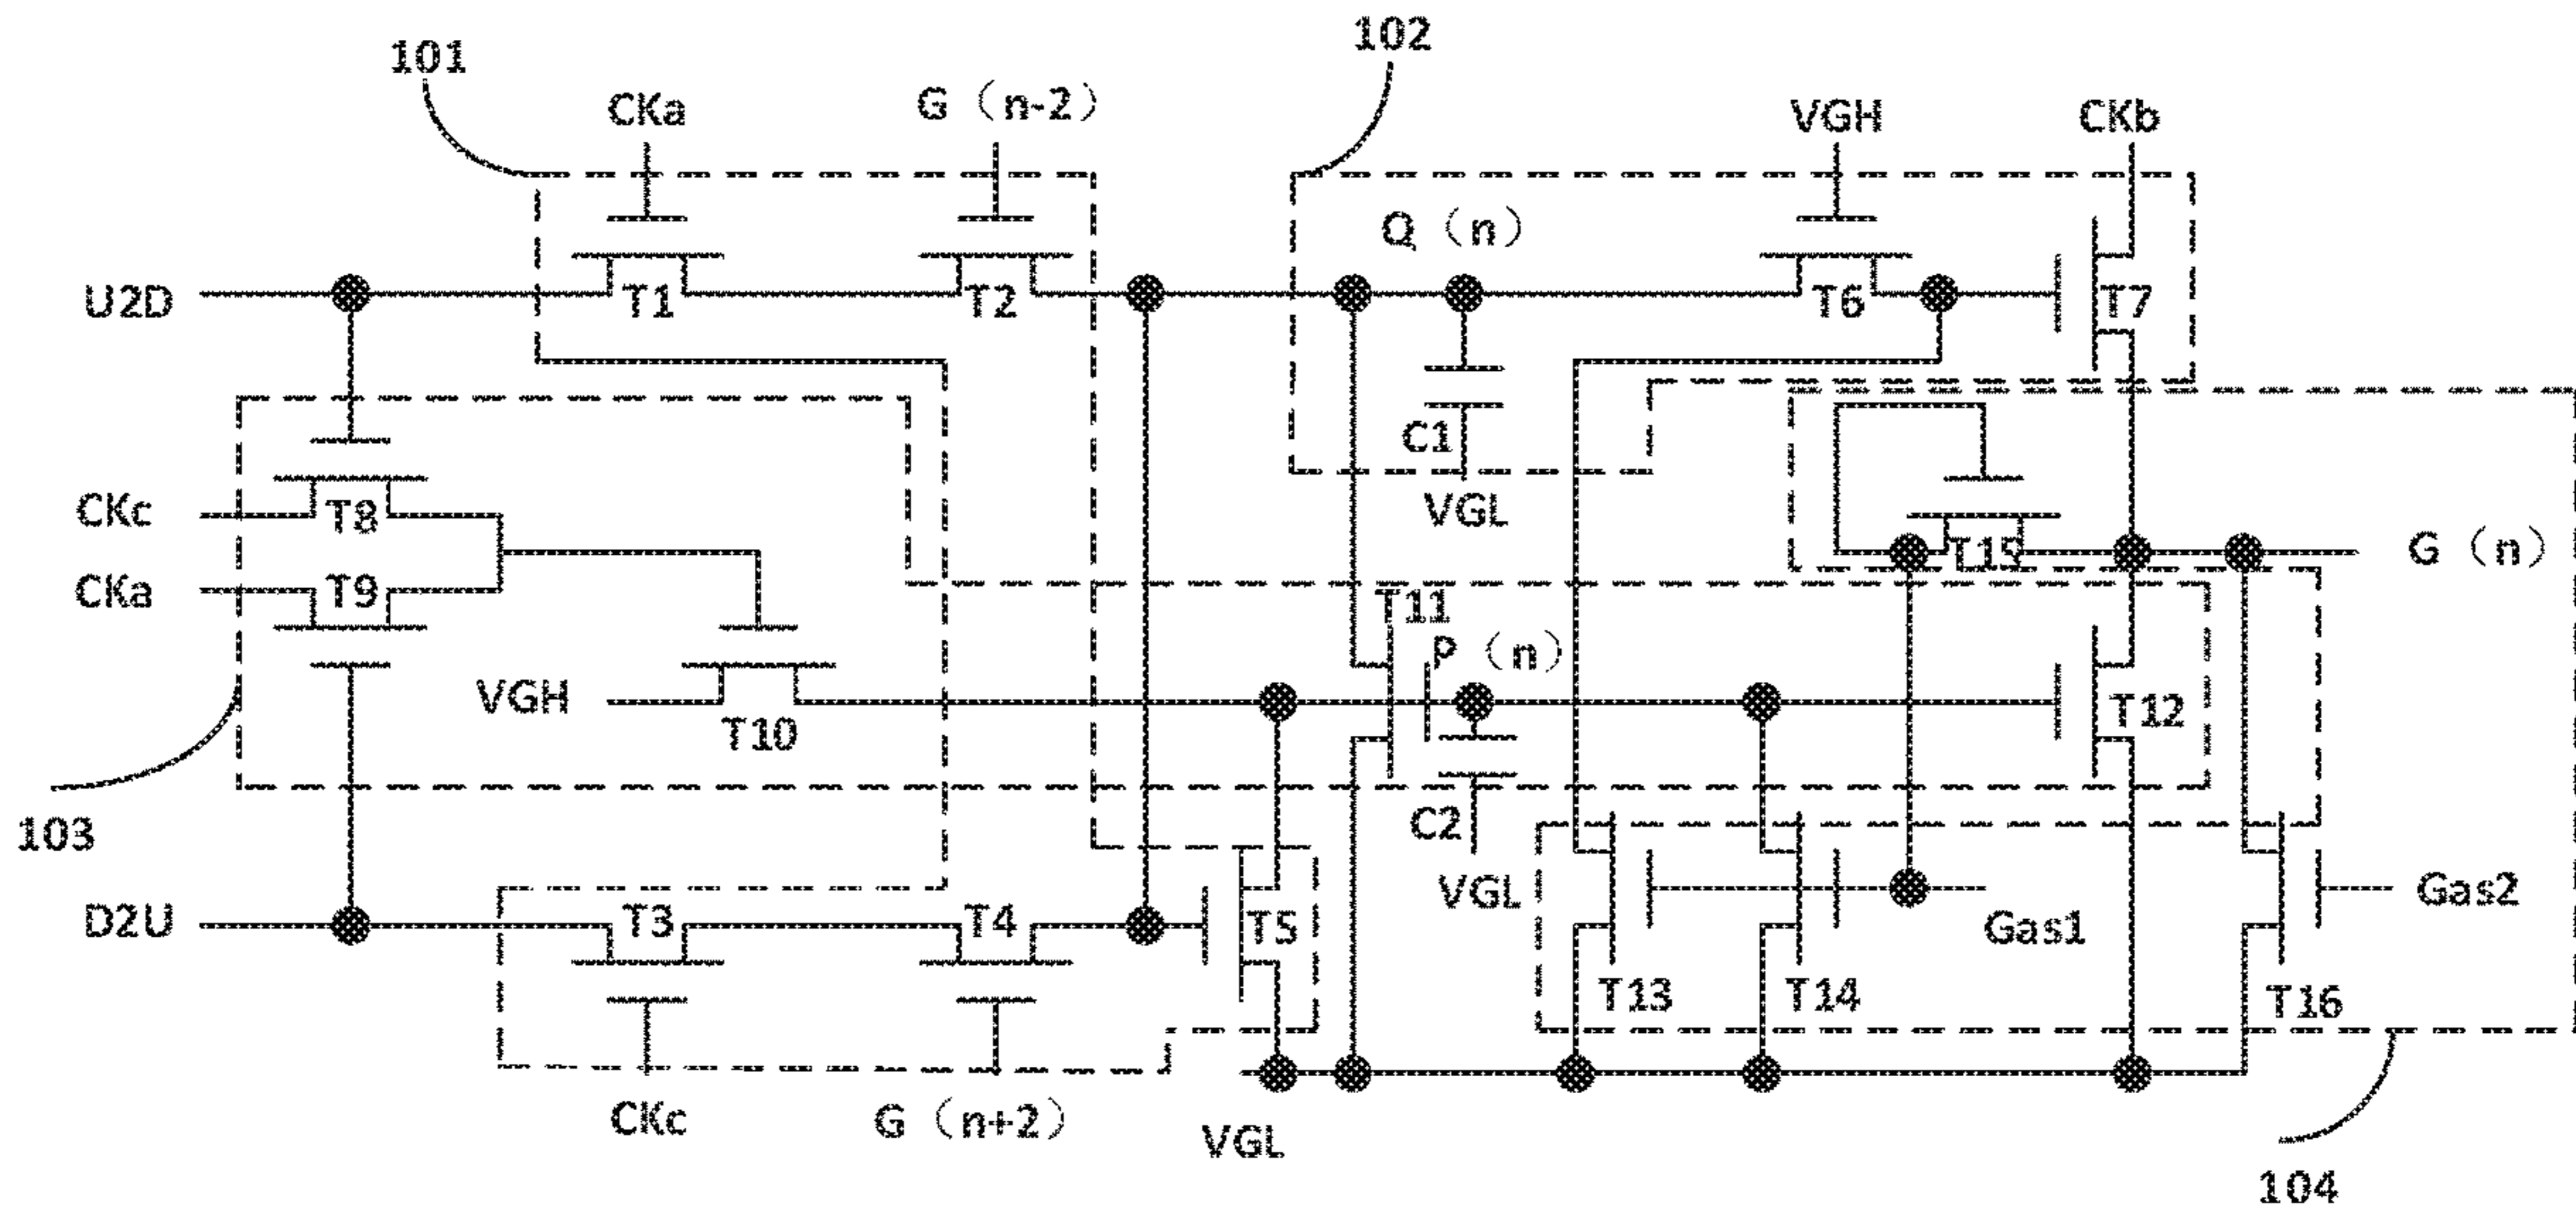 101
102
CKa
G（n-2）
VGH
CKb
Q（n）
U2D
T1
T2
T6
T7
C1
CKc
T8
VGL
T15
G（n）
CKa
T9
T11
P（n）
VGH
T10
T12
103
C2
VGL
Gas2
D2U
T3
T4
T5
Gas1
T13
T14
T16
CKc
G（n+2）
VGL
104